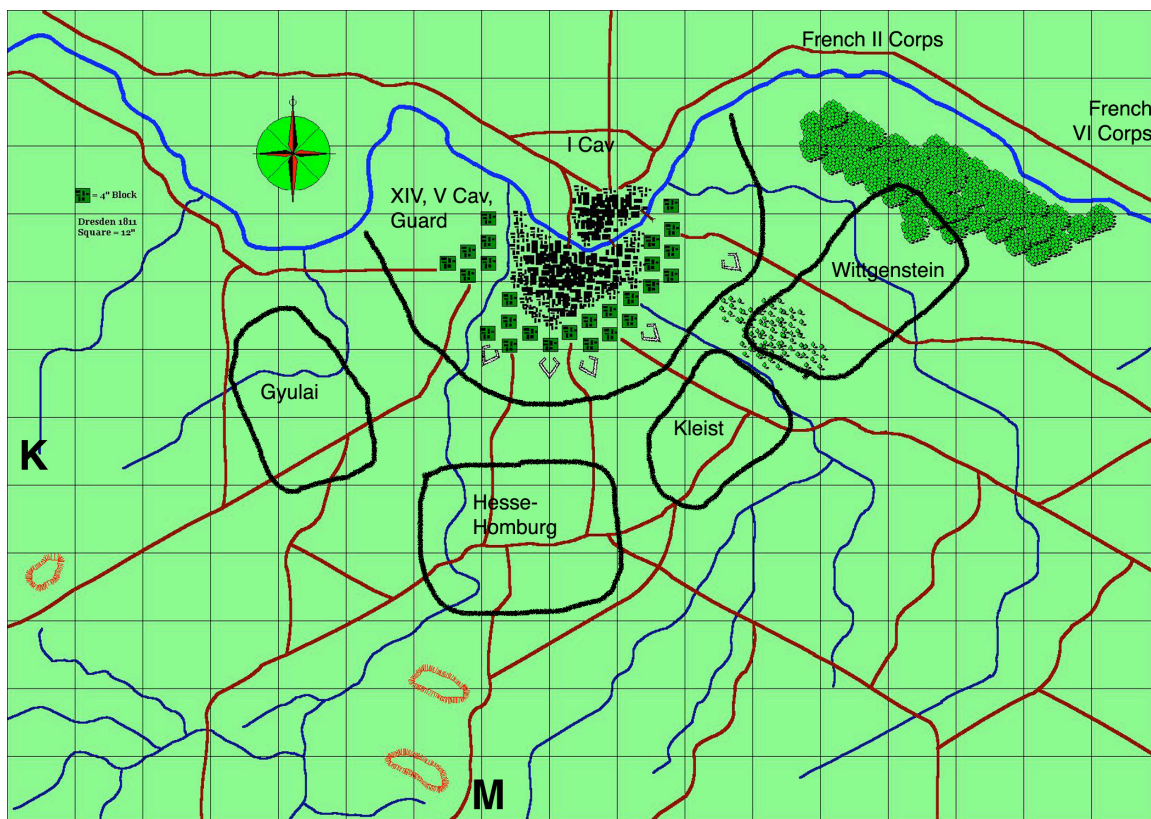 French II Corps
French
VI Corps
I Cav
XIV, V Cav,
Guard
= 4" Block
Dresden 1811
Square = 12"
Wittgenstein
Gyulai
Kleist
K
Hesse-
Homburg
M